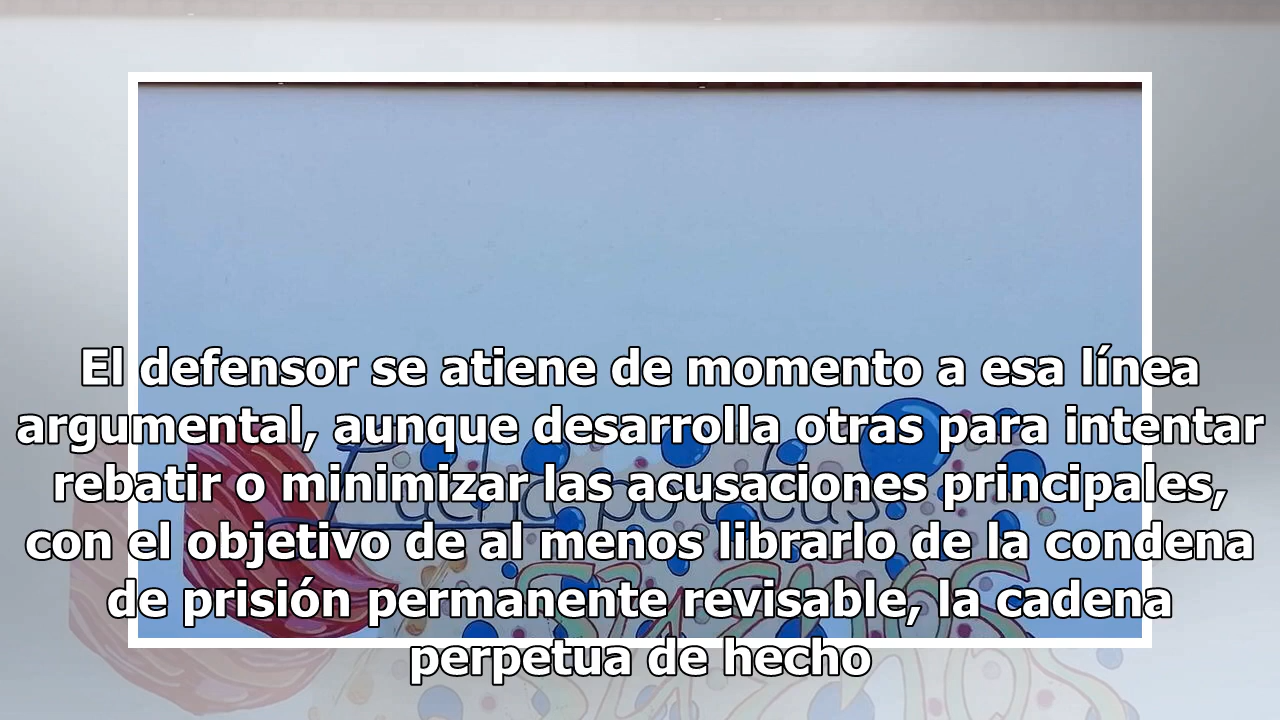 El defensor se atiene de momento a esa línea
argumental, aunque desarrolla otras para intentar
rebatir o minimizar las acusaciones principales,
con el objetivo de al menos librarlo de la condena
de prisión permanente revisable, la cadena
perpetua de hecho